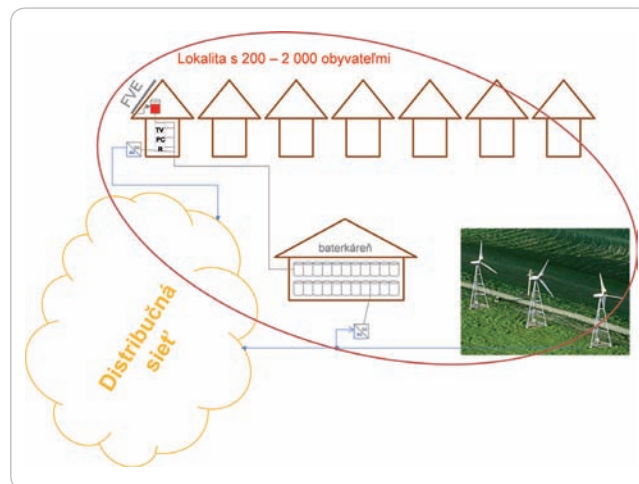 Lokalita s 200 – 2 000 obyvateľmi
FVE
TV
PC
R
baterkáreň
Distribučná
sieť